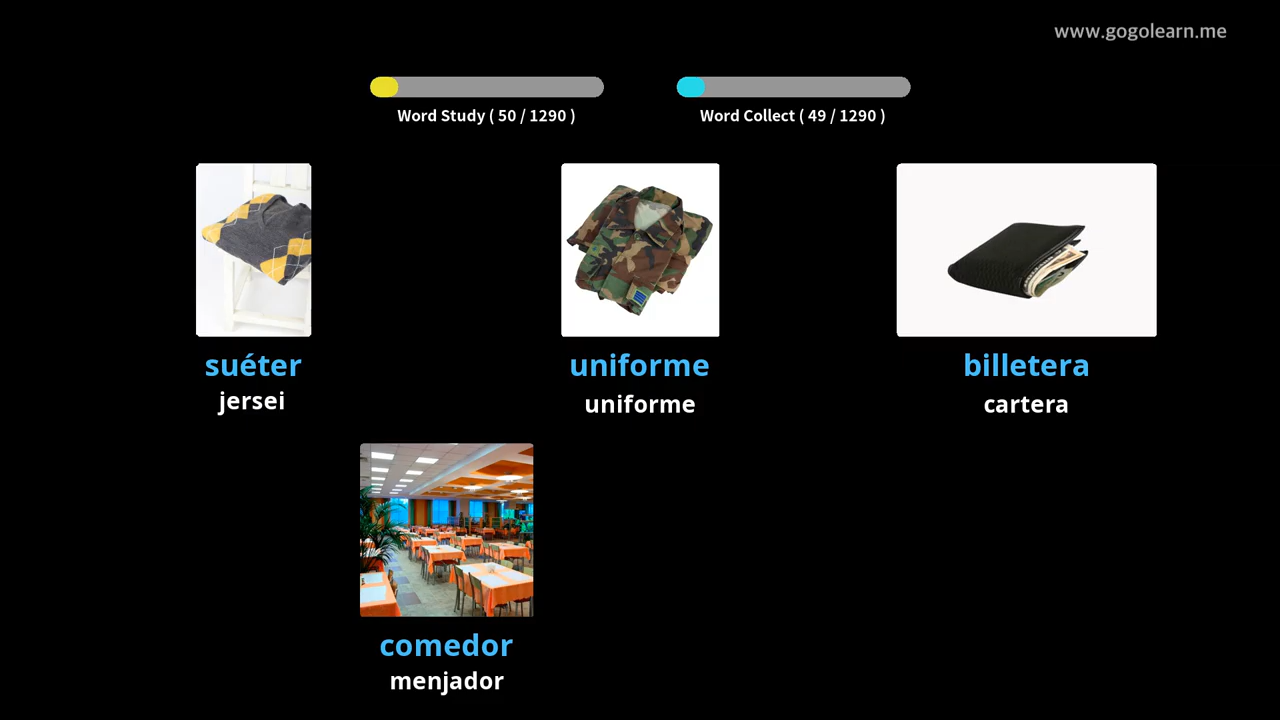 www.gogolearn.me
Word Study ( 50 / 1290 )
Word Collect ( 49 / 1290 )
suéter
jersei
uniforme
uniforme
billetera
cartera
comedor
menjador